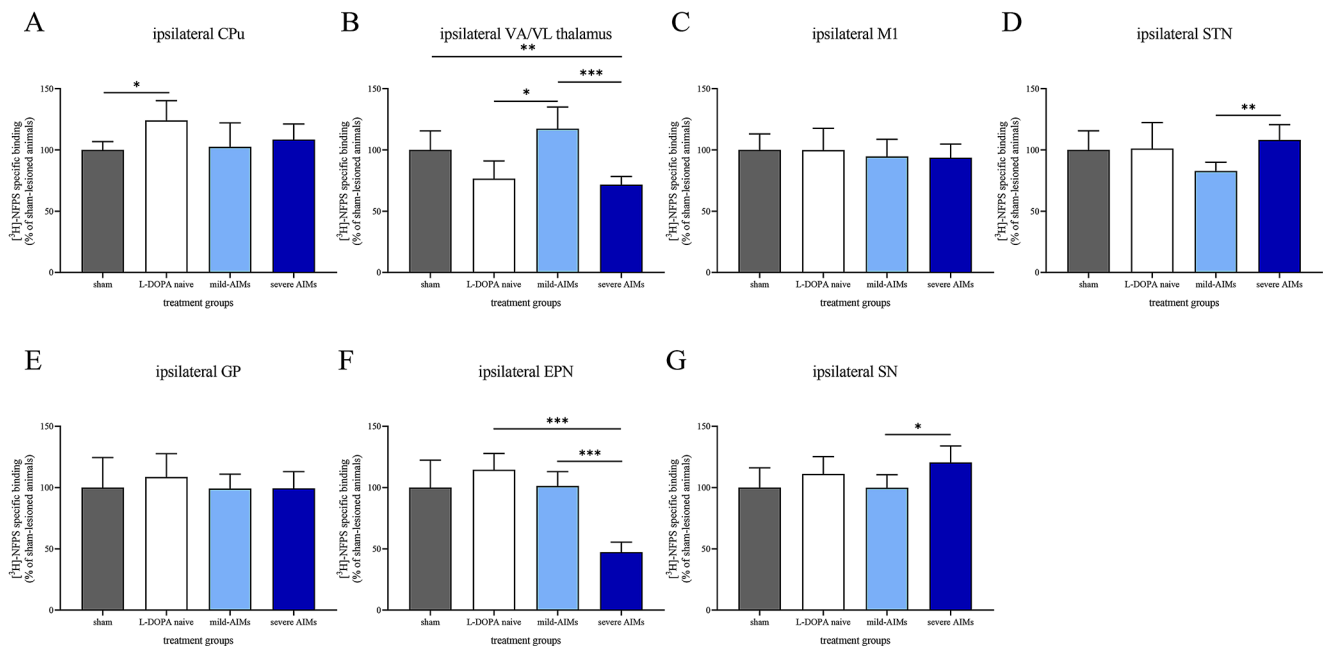 A
ipsilateral CPu
[³H]-NFPS specific binding
(% of sham-lesioned animals)
150
100
50
0
*
sham
L-DOPA naive
mild-AIMs
severe AIMs
treatment groups
B
ipsilateral VA/VL thalamus
[³H]-NFPS specific binding
(% of sham-lesioned animals)
150
100
50
0
**
***
*
sham
L-DOPA naive
mild-AIMs
severe AIMs
treatment groups
C
ipsilateral M1
[³H]-NFPS specific binding
(% of sham-lesioned animals)
150
100
50
0
sham
L-DOPA naive
mild-AIMs
severe AIMs
treatment groups
D
ipsilateral STN
[³H]-NFPS specific binding
(% of sham-lesioned animals)
150
100
50
0
**
sham
L-DOPA naive
mild-AIMs
severe AIMs
treatment groups
E
ipsilateral GP
[³H]-NFPS specific binding
(% of sham-lesioned animals)
150
100
50
0
sham
L-DOPA naive
mild-AIMs
severe AIMs
treatment groups
F
ipsilateral EPN
[³H]-NFPS specific binding
(% of sham-lesioned animals)
150
100
50
0
***
***
sham
L-DOPA naive
mild-AIMs
severe AIMs
treatment groups
G
ipsilateral SN
[³H]-NFPS specific binding
(% of sham-lesioned animals)
150
100
50
0
*
sham
L-DOPA naive
mild-AIMs
severe AIMs
treatment groups